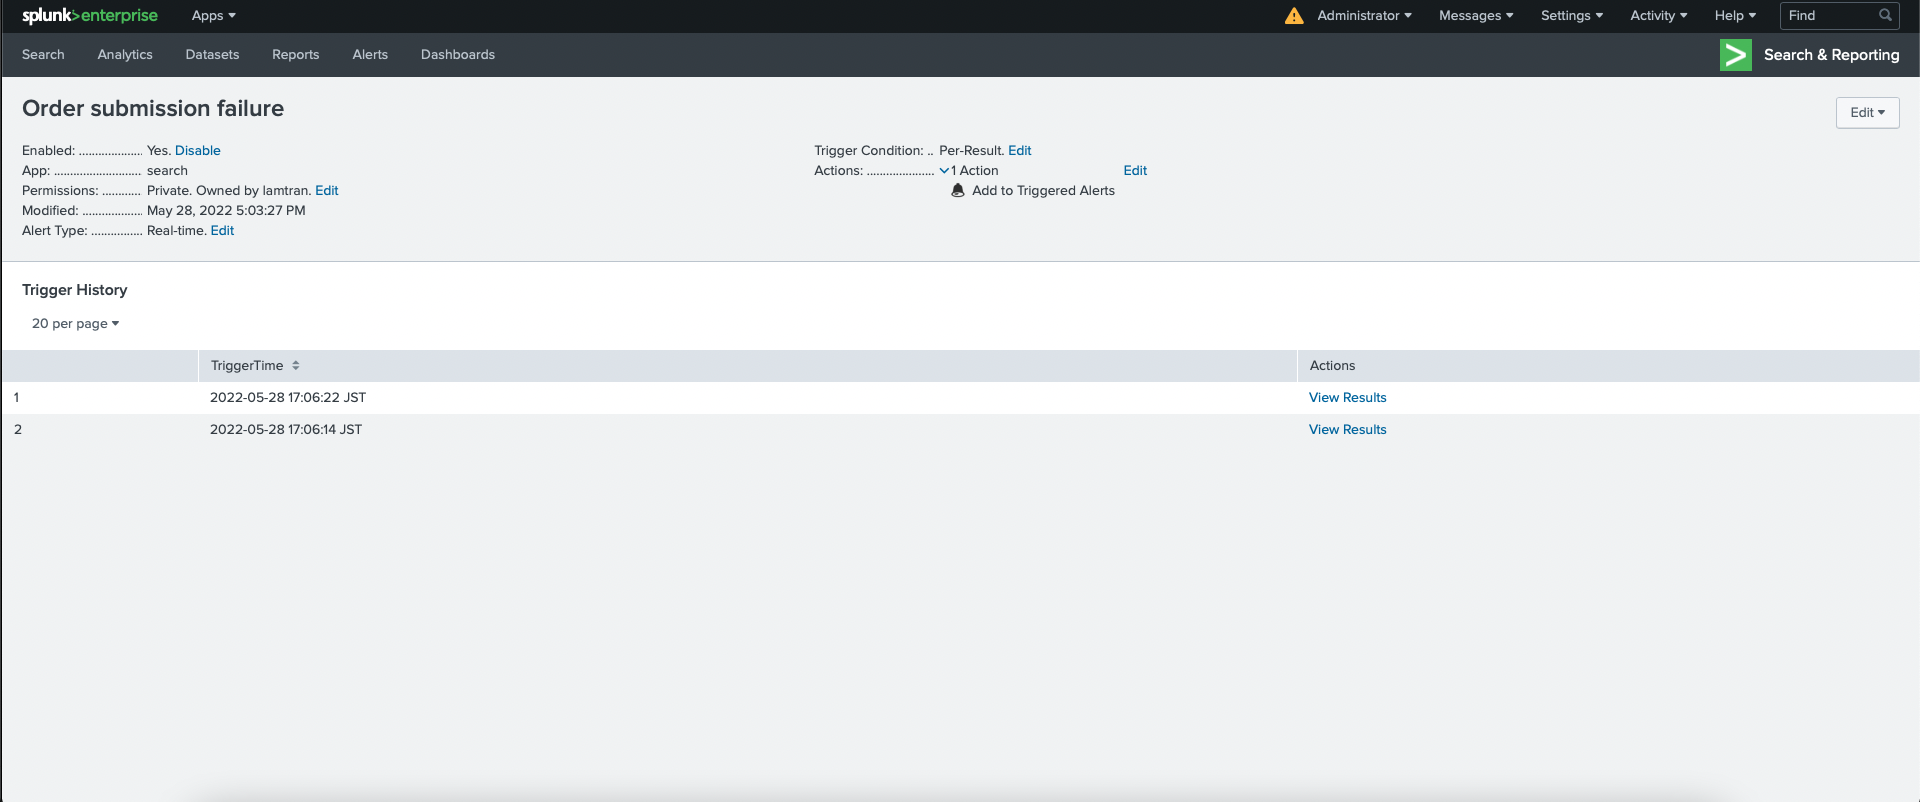 splunk>enterprise Apps Administrator Messages Settings Activity Help Find
Search Analytics Datasets Reports Alerts Dashboards Search & Reporting
Order submission failure
Edit
Enabled: ................... Yes. Disable
App: .......................... search
Permissions: ............ Private. Owned by lamtran. Edit
Modified: .................. May 28, 2022 5:03:27 PM
Alert Type: ................ Real-time. Edit
Trigger Condition: .. Per-Result. Edit
Actions: ..................... 1 Action Edit
Add to Triggered Alerts
Trigger History
20 per page
TriggerTime Actions
1 2022-05-28 17:06:22 JST View Results
2 2022-05-28 17:06:14 JST View Results